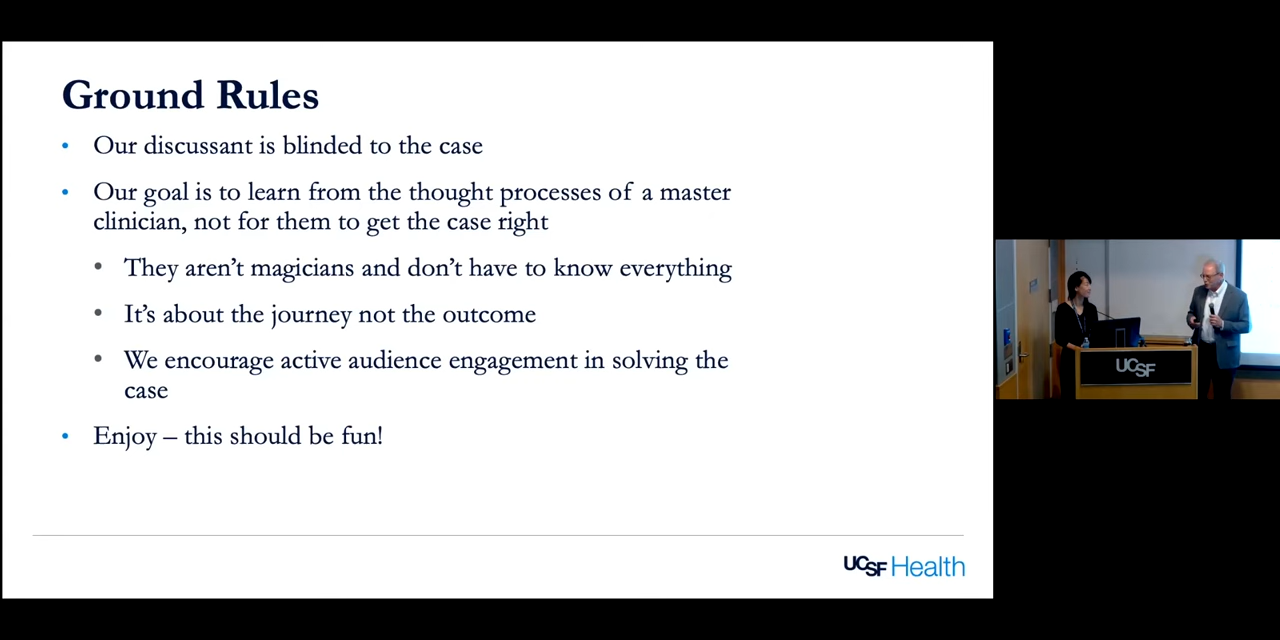 Ground Rules
• Our discussant is blinded to the case
• Our goal is to learn from the thought processes of a master
clinician, not for them to get the case right
• They aren’t magicians and don’t have to know everything
• It’s about the journey not the outcome
• We encourage active audience engagement in solving the
case
• Enjoy – this should be fun!
UCSF Health
UCSF